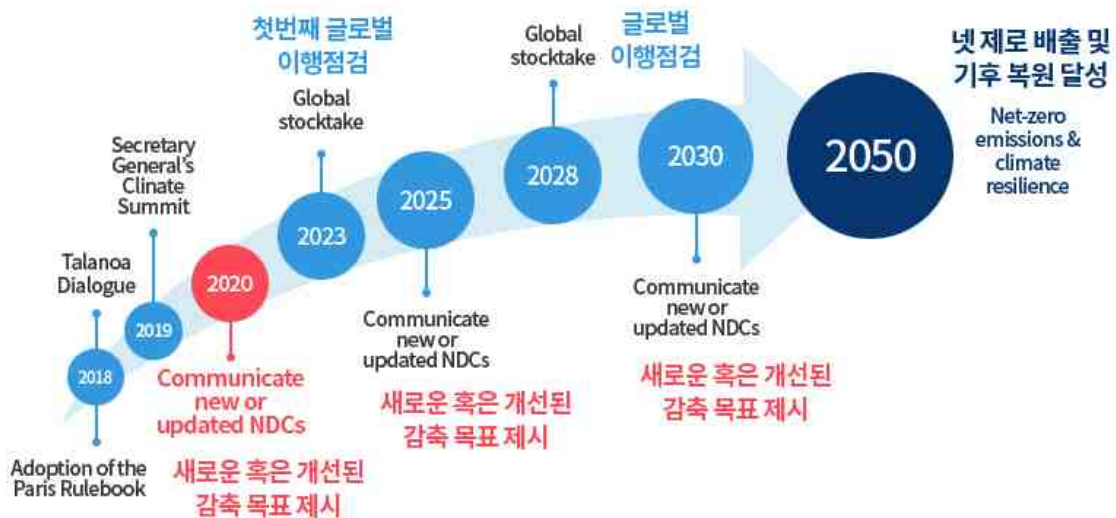 첫번째 글로벌
이행점검
Global
stocktake
Global
stocktake
글로벌
이행점검
넷 제로 배출 및
기후 복원 달성
Net-zero
emissions &
climate
resilience
Secretary
General's
Clinate
Summit
Talanoa
Dialogue
2018
2019
2020
2023
2025
2028
2030
2050
Adoption of the
Paris Rulebook
Communicate
new or
updated NDCs
새로운 혹은 개선된
감축 목표 제시
Communicate
new or
updated NDCs
새로운 혹은 개선된
감축 목표 제시
Communicate
new or
updated NDCs
새로운 혹은 개선된
감축 목표 제시